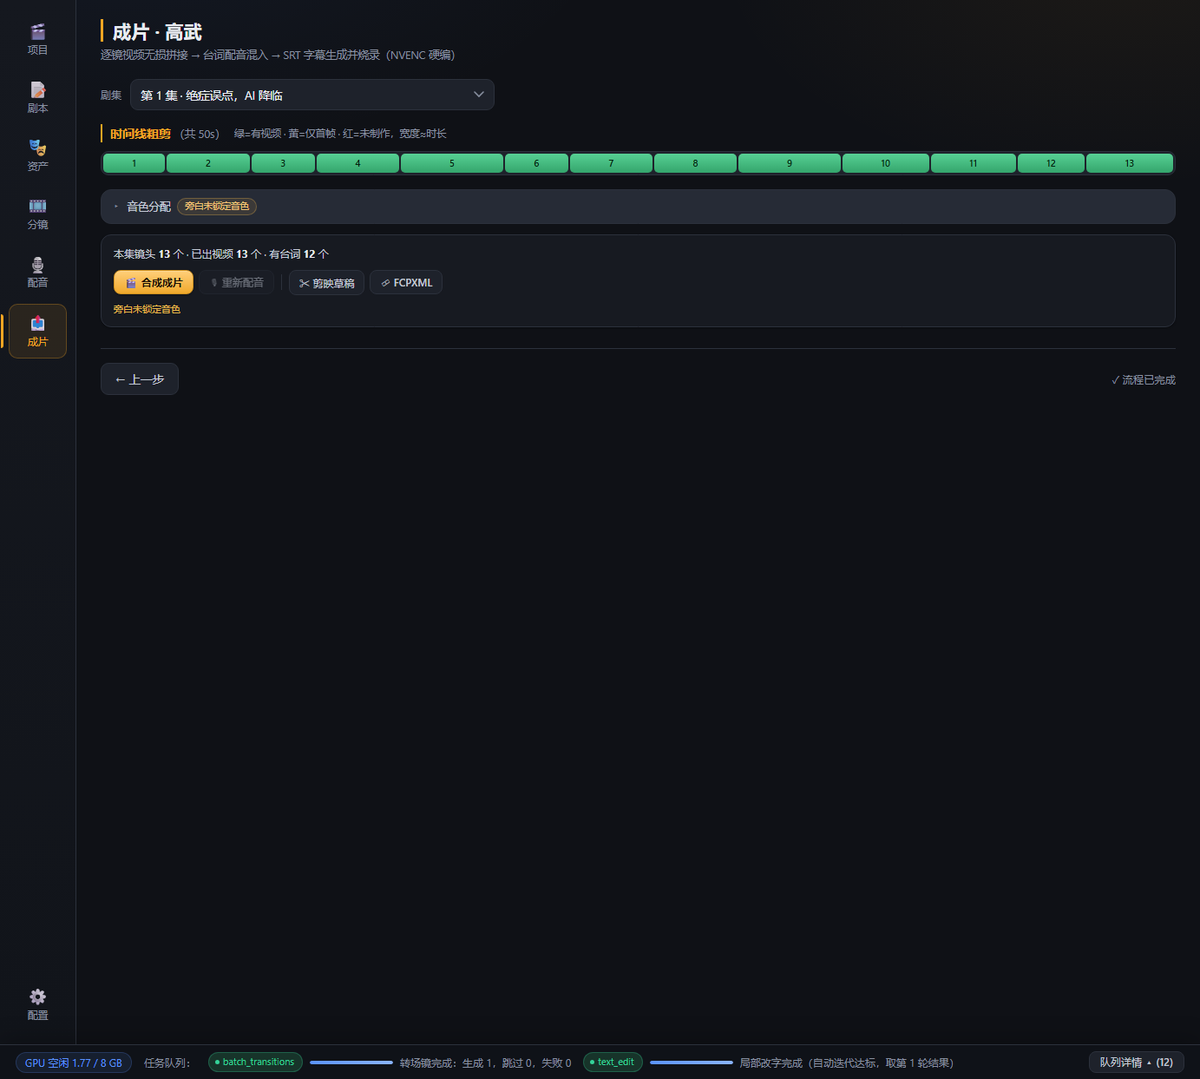 项目
剧本
资产
分镜
配音
成片
配置
成片 · 高武
逐镜视频无损拼接 → 台词配音混入 → SRT 字幕生成并烧录（NVENC 硬编）
剧集 第 1 集 · 绝症误点，AI 降临
时间线粗剪 （共 50s） 绿=有视频 · 黄=仅首帧 · 红=未制作，宽度≈时长
1 2 3 4 5 6 7 8 9 10 11 12 13
音色分配 旁白未锁定音色
本集镜头 13 个 · 已出视频 13 个 · 有台词 12 个
合成成片 重新配音 剪映草稿 FCPXML
旁白未锁定音色
← 上一步 ✓ 流程已完成
GPU 空闲 1.77 / 8 GB 任务队列： batch_transitions 转场镜完成：生成 1，跳过 0，失败 0 text_edit 局部改字完成（自动迭代达标，取第 1 轮结果） 队列详情 ▴ (12)